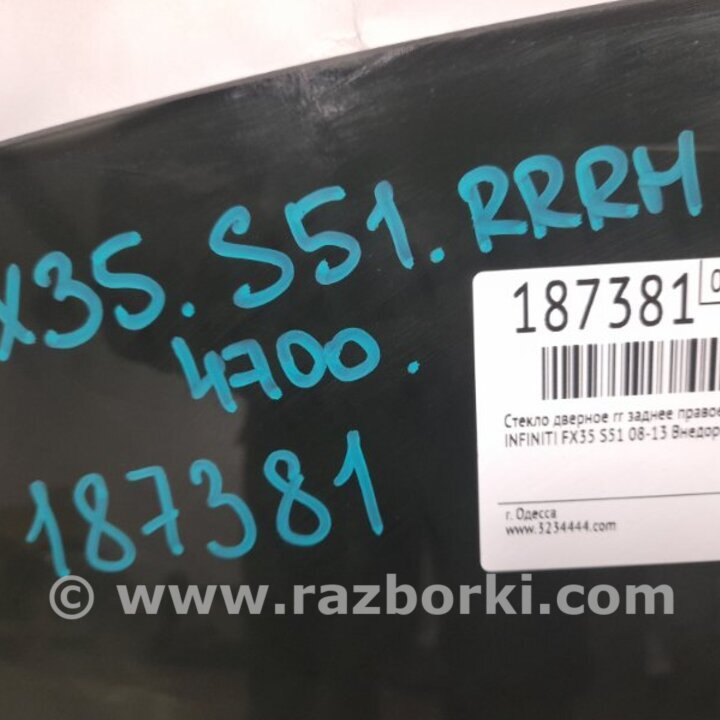 x35. S51. RRRH
4700.
187381
187381
Стекло дверное rr заднее правое
INFINITI FX35 S51 08-13
г. Одесса
www.3234444.com
© www.razborki.com